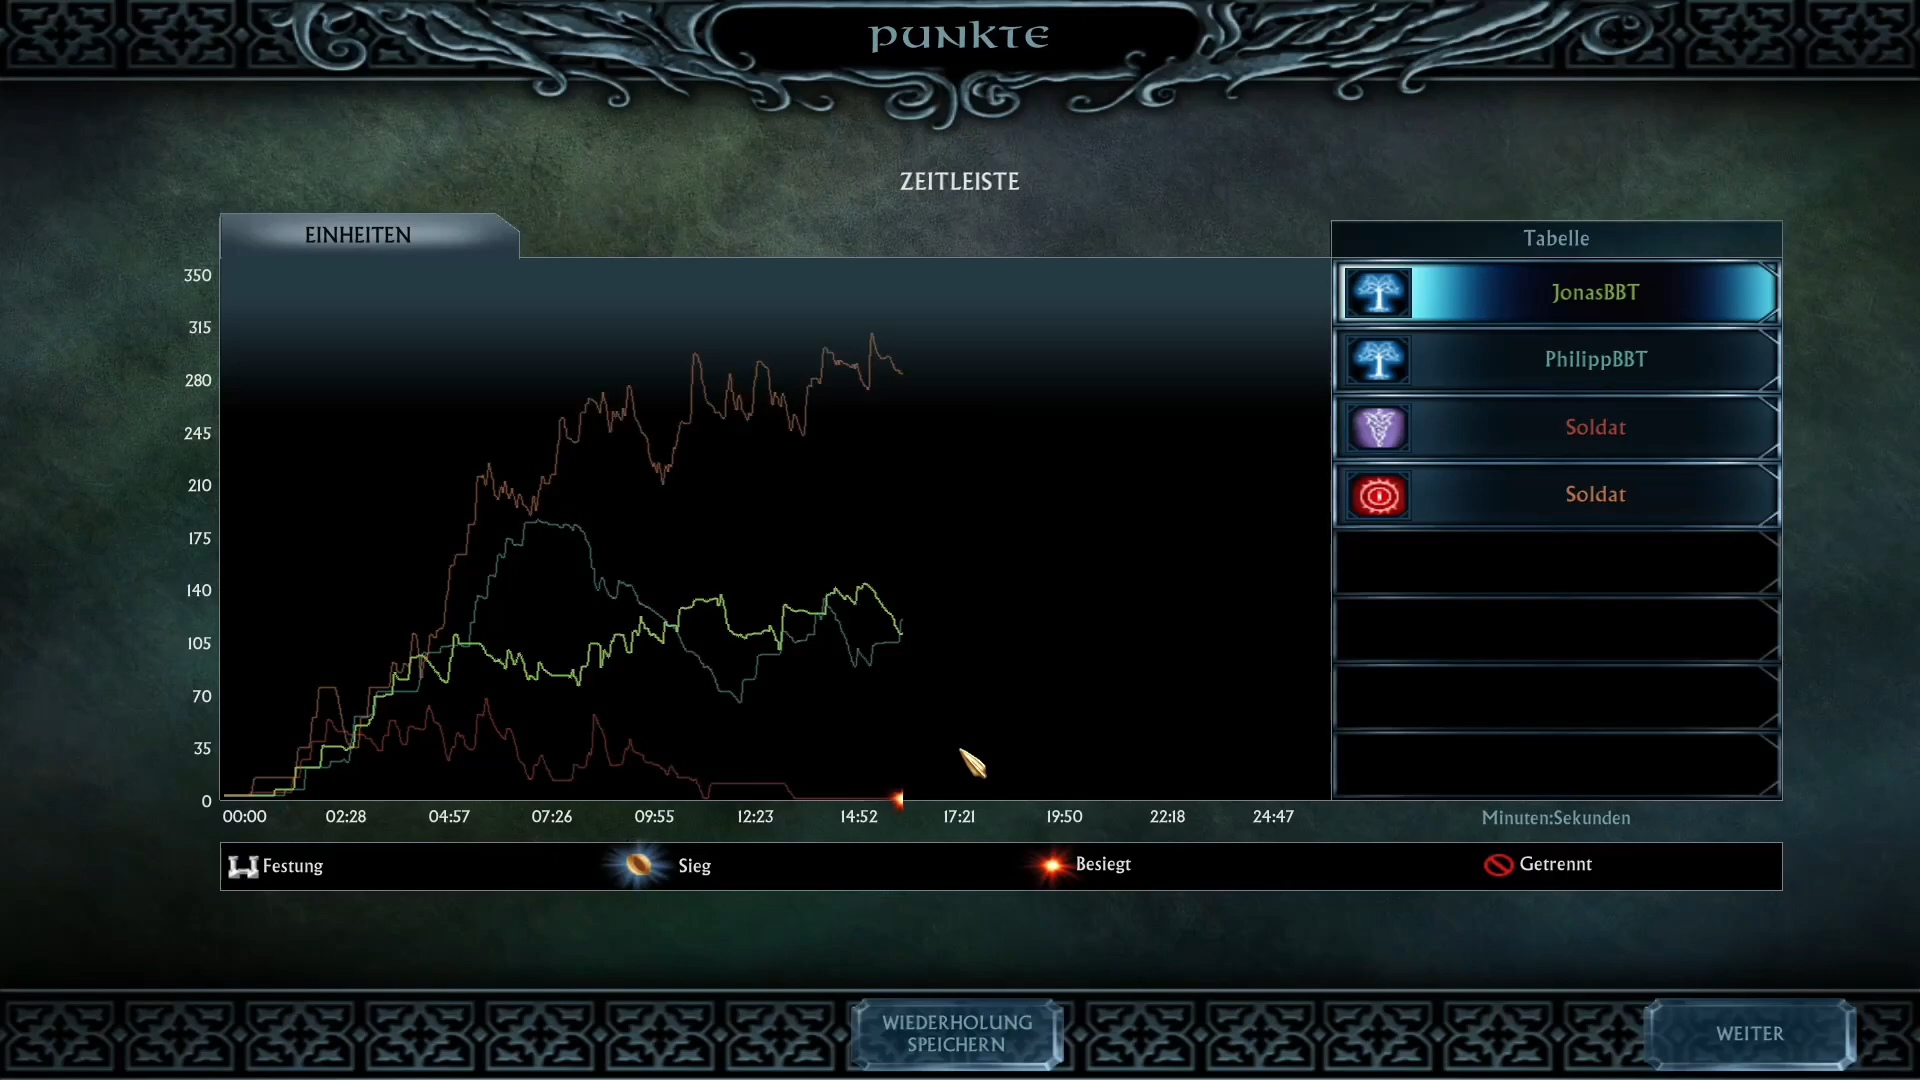 PUNKTE
ZEITLEISTE
EINHEITEN
350
315
280
245
210
175
140
105
70
35
0
00:00 02:28 04:57 07:26 09:55 12:23 14:52 17:21 19:50 22:18 24:47
Tabelle
JonasBBT
PhilippBBT
Soldat
Soldat
Minuten:Sekunden
Festung Sieg Besiegt Getrennt
WIEDERHOLUNG
SPEICHERN
WEITER